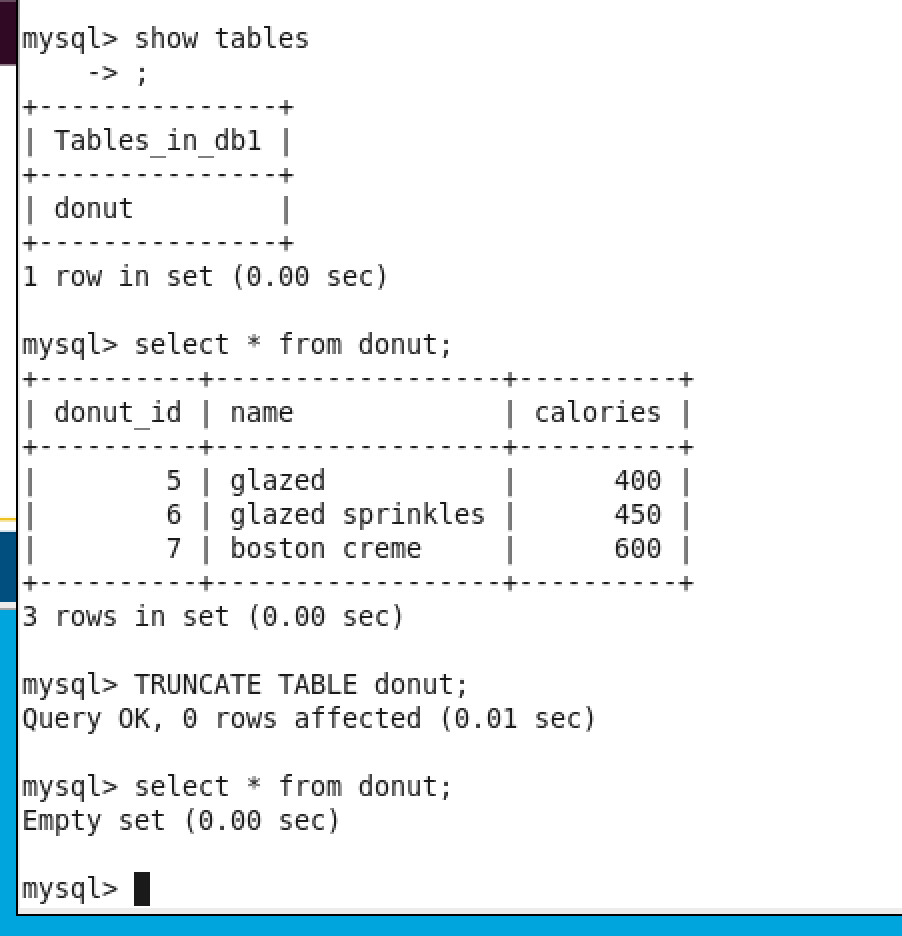 mysql> show tables
    -> ;
+---------------+
| Tables_in_db1 |
+---------------+
| donut         |
+---------------+
1 row in set (0.00 sec)

mysql> select * from donut;
+----------+------------------+----------+
| donut_id | name             | calories |
+----------+------------------+----------+
|        5 | glazed           |      400 |
|        6 | glazed sprinkles |      450 |
|        7 | boston creme     |      600 |
+----------+------------------+----------+
3 rows in set (0.00 sec)

mysql> TRUNCATE TABLE donut;
Query OK, 0 rows affected (0.01 sec)

mysql> select * from donut;
Empty set (0.00 sec)

mysql>